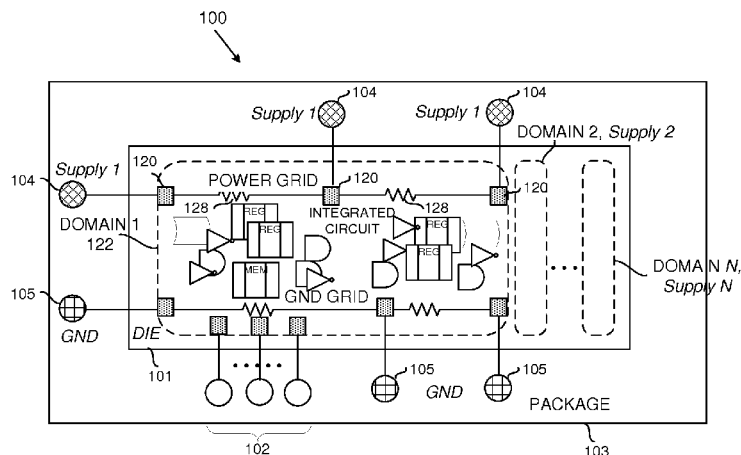 100
104
104
Supply 1
Supply 1
DOMAIN 2, Supply 2
Supply 1
120
104
POWER GRID
120
120
128
128
INTEGRATED
CIRCUIT
DOMAIN 1
122
REG
REG
REG
REG
MEM
GND GRID
DOMAIN N,
Supply N
105
GND
DIE
101
105
105
GND
PACKAGE
102
103